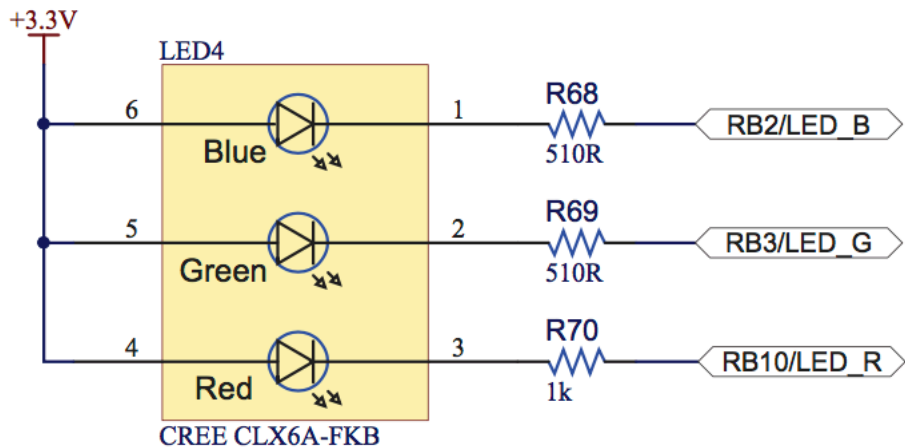 +3.3V
LED4
6
Blue
1
R68
510R
RB2/LED_B
5
Green
2
R69
510R
RB3/LED_G
4
Red
3
R70
1k
RB10/LED_R
CREE CLX6A-FKB